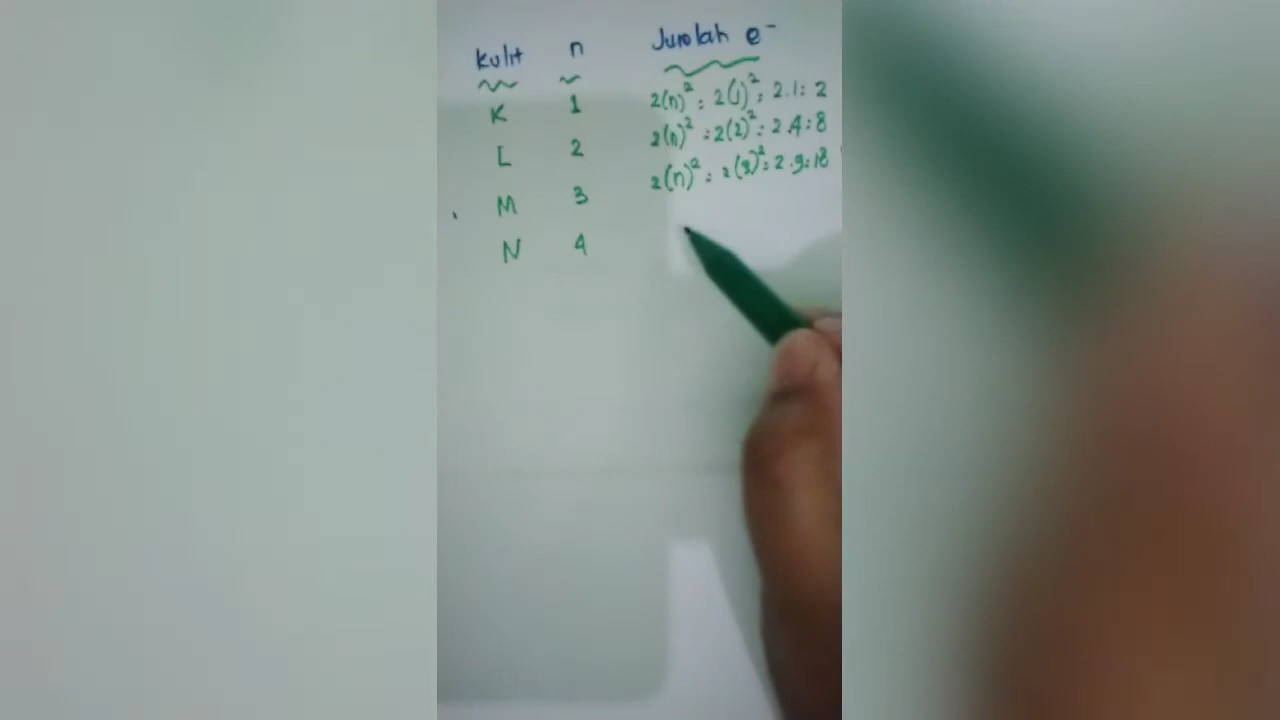 Kulit n Jumlah e⁻
K 1 2(n)² : 2(1)² : 2.1 : 2
L 2 2(n)² : 2(2)² : 2.4 : 8
M 3 2(n)² : 2(3)² : 2.9 : 18
N 4